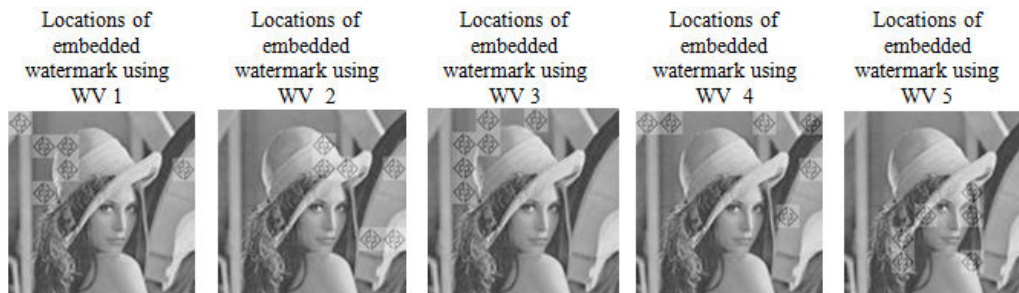 Locations of
embedded
watermark using
WV 1
Locations of
embedded
watermark using
WV 2
Locations of
embedded
watermark using
WV 3
Locations of
embedded
watermark using
WV 4
Locations of
embedded
watermark using
WV 5